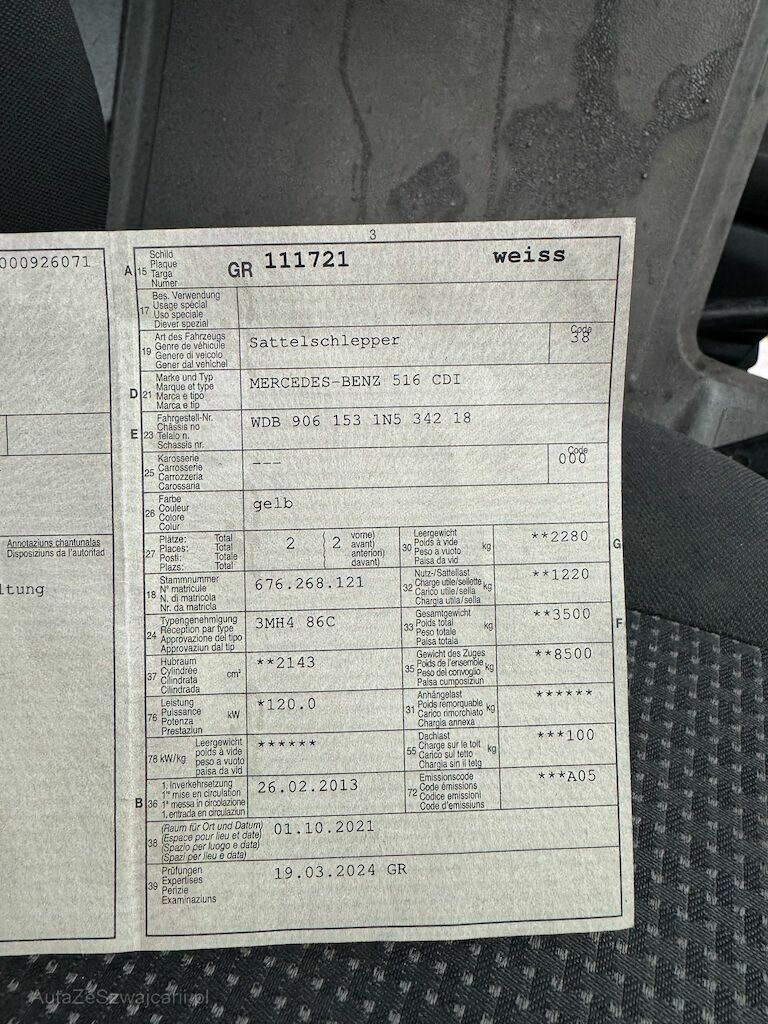 3
000926071
Annotaziuns chantunalas
Disposiziuns da l'autoritad
ltung
A 15 Schild
Plaque
Targa
Numer
GR 111721 weiss
17 Bes. Verwendung
Usage spécial
Uso speciale
Diever spezial
19 Art des Fahrzeugs
Genre de véhicule
Genere di veicolo
Gener dal vehichel
Sattelschlepper
Code
38
D 21 Marke und Typ
Marque et type
Marca e tipo
Marca e tip
MERCEDES-BENZ 516 CDI
E 23 Fahrgestell-Nr.
Châssis no
Telaio n.
Schassis nr.
WDB 906 153 1N5 342 18
25 Karosserie
Carrosserie
Carrozzeria
Carossaria
---
Code
000
26 Farbe
Couleur
Colore
Colur
gelb
27 Plätze: Total
Places: Total
Posti: Totale
Plazs: Total
2 2 vorne)
avant)
anteriori)
davant)
30 Leergewicht
Poids à vide
Peso a vuoto
Paisa da vid
kg
**2280
G
18 Stammnummer
N° matricule
N. di matricola
Nr. da matricla
676.268.121
32 Nutz-/Sattellast
Charge utile/sellette
Carico utile/sella
Chargia utila/sella
kg
**1220
24 Typengenehmigung
Réception par type
Approvazione del tipo
Approvaziun dal tip
3MH4 86C
33 Gesamtgewicht
Poids total
Peso totale
Paisa totala
kg
**3500
F
37 Hubraum
Cylindrée
Cilindrata
Cilindrada
cm³
**2143
35 Gewicht des Zuges
Poids de l'ensemble
Peso del convoglio
Paisa cumposiziun
kg
**8500
76 Leistung
Puissance
Potenza
Prestaziun
kW
*120.0
31 Anhängelast
Poids remorquable
Carico rimorchiato
Chargia annexa
kg
******
78 kW/kg Leergewicht
poids à vide
peso a vuoto
paisa da vid
******
55 Dachlast
Charge sur le toit
Carico sul tetto
Chargia sin il tetg
kg
***100
B 36 1. Inverkehrsetzung
1re mise en circulation
1a messa in circolazione
1. entrada en circulaziun
26.02.2013
72 Emissionscode
Code émissions
Codice emissioni
Code d'emissiuns
***A05
38 (Raum für Ort und Datum)
(Espace pour lieu et date)
(Spazio per luogo e data)
(Spazi per lieu e data)
01.10.2021
39 Prüfungen
Expertises
Perizie
Examinaziuns
19.03.2024 GR
AutaZeSzwajcarii.pl